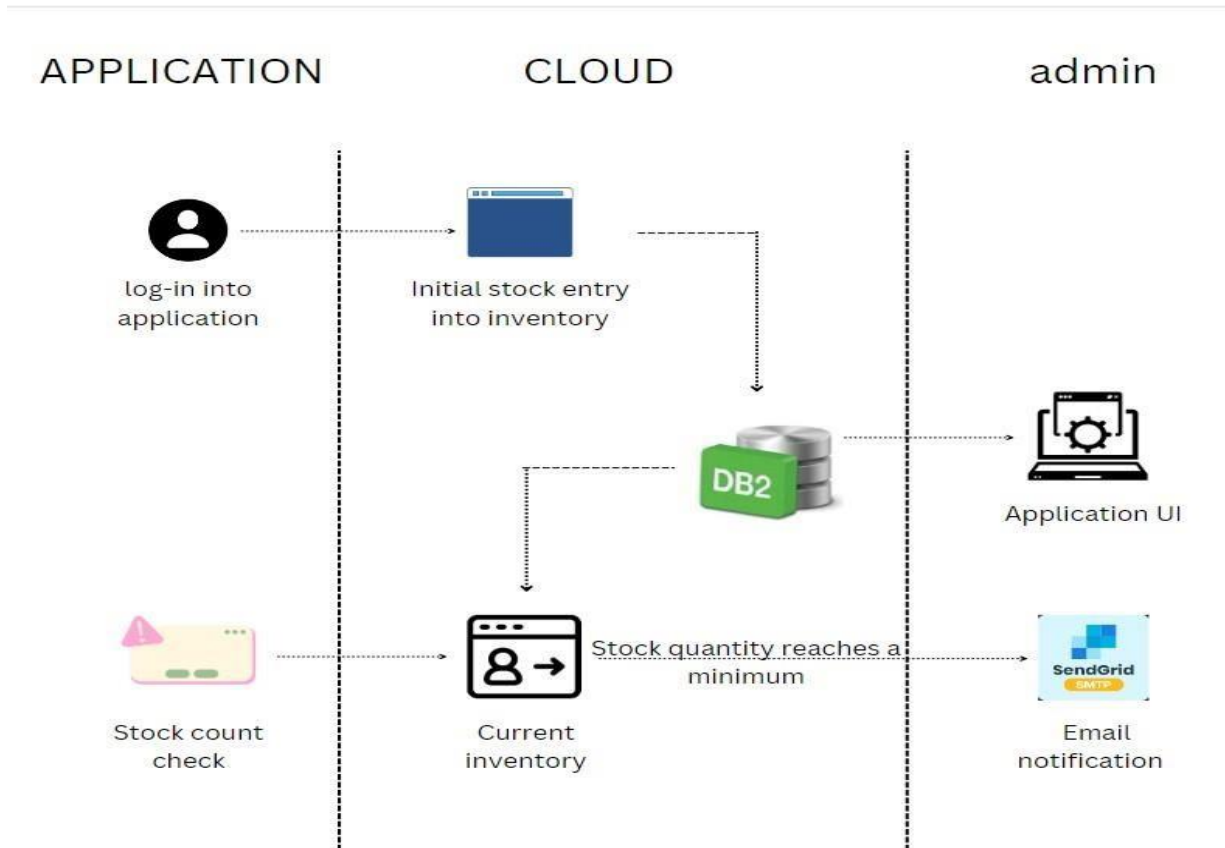 APPLICATION
CLOUD
admin
log-in into
application
Initial stock entry
into inventory
DB2
Application UI
Stock quantity reaches a
minimum
SendGrid
SMTP
Stock count
check
Current
inventory
Email
notification